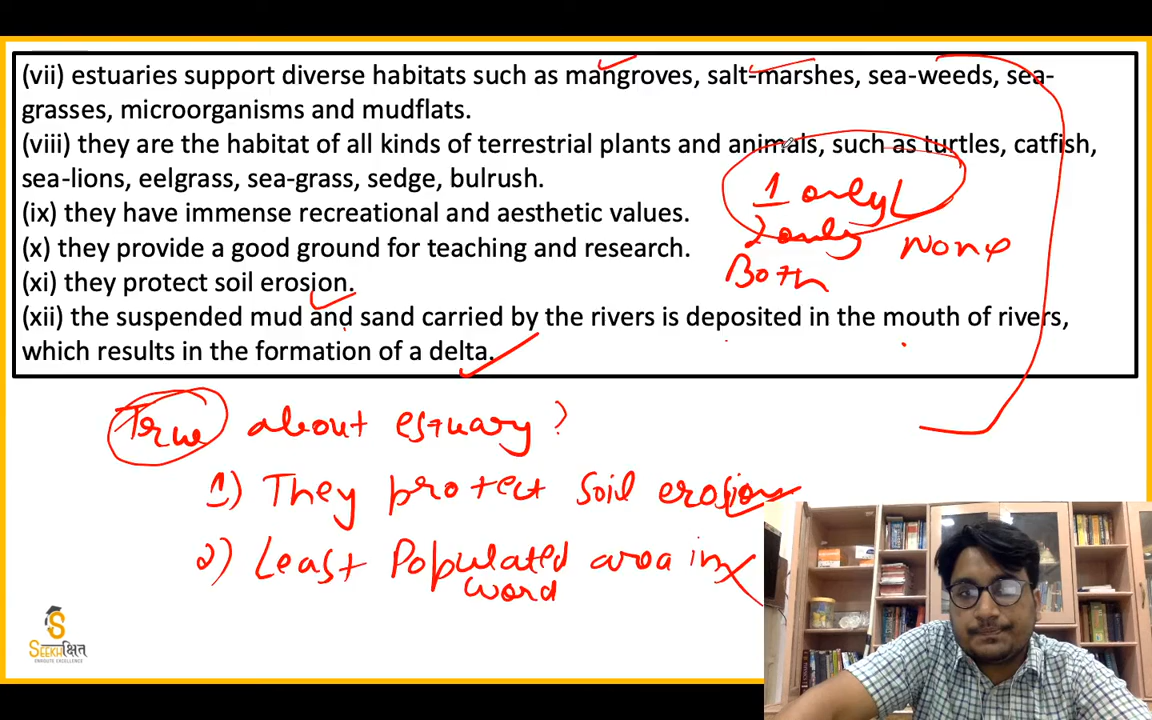 (vii) estuaries support diverse habitats such as mangroves, salt-marshes, sea-weeds, sea-
grasses, microorganisms and mudflats.
(viii) they are the habitat of all kinds of terrestrial plants and animals, such as turtles, catfish,
sea-lions, eelgrass, sea-grass, sedge, bulrush.
(ix) they have immense recreational and aesthetic values.
(x) they provide a good ground for teaching and research.
(xi) they protect soil erosion.
(xii) the suspended mud and sand carried by the rivers is deposited in the mouth of rivers,
which results in the formation of a delta.
1 only
2 only None
Both
True about estuary?
1) They protect soil erosion
2) Least Populated area in
word
S
SEEKHक्षित
ENROUTE EXCELLENCE